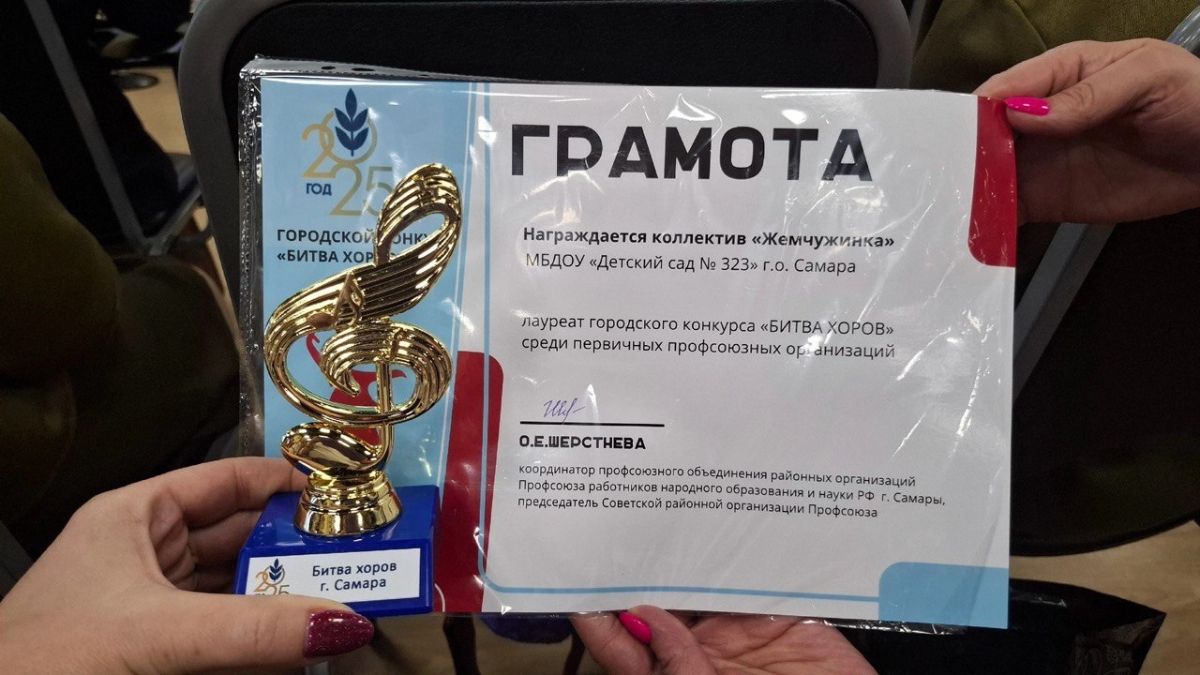 2025
ГОД
ГОРОДСКОЙ
«БИТВА
ГРАМОТА
Награждается коллектив «Жемчужинка»
МБДОУ «Детский сад № 323» г.о. Самара
лауреат городского конкурса «БИТВА ХОРОВ»
среди первичных профсоюзных организаций
О.Е.ШЕРСТНЕВА
координатор профсоюзного объединения районных организаций
Профсоюза работников народного образования и науки РФ г. Самары,
председатель Советской районной организации Профсоюза
Битва хоров
г. Самара